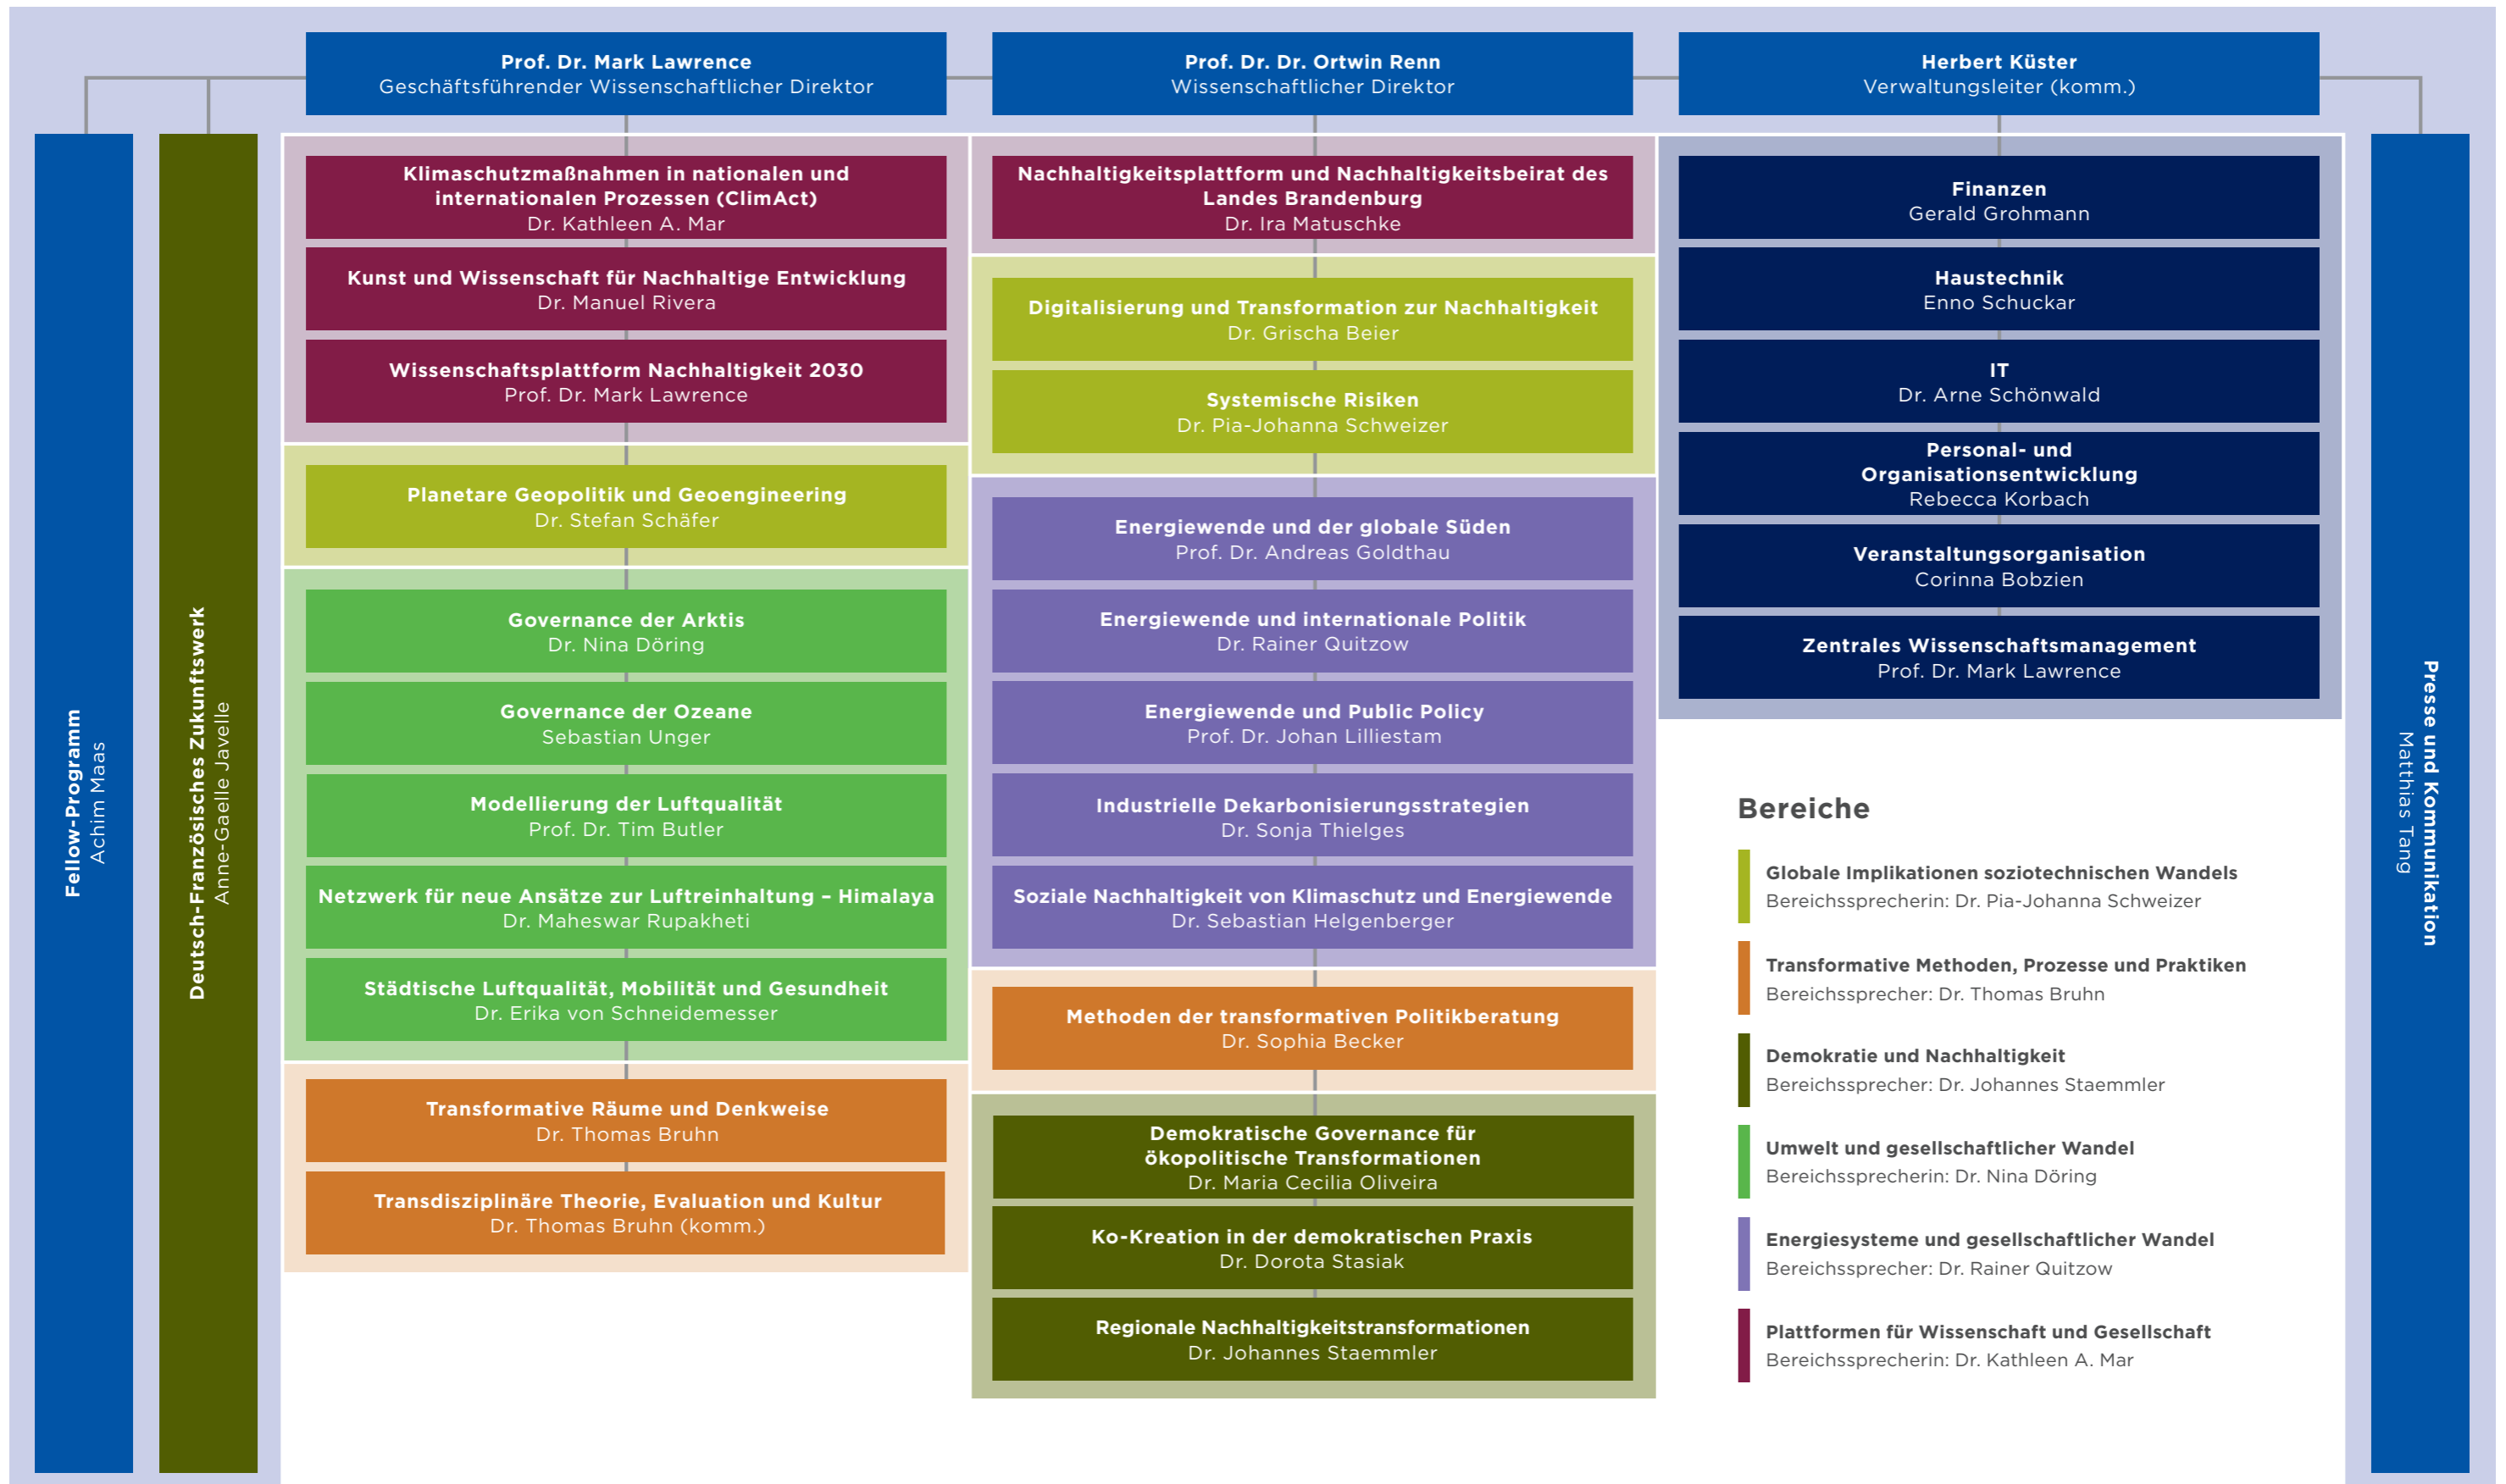 Prof. Dr. Mark Lawrence
Geschäftsführender Wissenschaftlicher Direktor
Prof. Dr. Dr. Ortwin Renn
Wissenschaftlicher Direktor
Herbert Küster
Verwaltungsleiter (komm.)
Fellow-Programm
Achim Maas
Deutsch-Französisches Zukunftswerk
Anne-Gaelle Javelle
Klimaschutzmaßnahmen in nationalen und
internationalen Prozessen (ClimAct)
Dr. Kathleen A. Mar
Kunst und Wissenschaft für Nachhaltige Entwicklung
Dr. Manuel Rivera
Wissenschaftsplattform Nachhaltigkeit 2030
Prof. Dr. Mark Lawrence
Planetare Geopolitik und Geoengineering
Dr. Stefan Schäfer
Governance der Arktis
Dr. Nina Döring
Governance der Ozeane
Sebastian Unger
Modellierung der Luftqualität
Prof. Dr. Tim Butler
Netzwerk für neue Ansätze zur Luftreinhaltung – Himalaya
Dr. Maheswar Rupakheti
Städtische Luftqualität, Mobilität und Gesundheit
Dr. Erika von Schneidemesser
Transformative Räume und Denkweise
Dr. Thomas Bruhn
Transdisziplinäre Theorie, Evaluation und Kultur
Dr. Thomas Bruhn (komm.)
Nachhaltigkeitsplattform und Nachhaltigkeitsbeirat des
Landes Brandenburg
Dr. Ira Matuschke
Digitalisierung und Transformation zur Nachhaltigkeit
Dr. Grischa Beier
Systemische Risiken
Dr. Pia-Johanna Schweizer
Energiewende und der globale Süden
Prof. Dr. Andreas Goldthau
Energiewende und internationale Politik
Dr. Rainer Quitzow
Energiewende und Public Policy
Prof. Dr. Johan Lilliestam
Industrielle Dekarbonisierungsstrategien
Dr. Sonja Thielges
Soziale Nachhaltigkeit von Klimaschutz und Energiewende
Dr. Sebastian Helgenberger
Methoden der transformativen Politikberatung
Dr. Sophia Becker
Demokratische Governance für
ökopolitische Transformationen
Dr. Maria Cecilia Oliveira
Ko-Kreation in der demokratischen Praxis
Dr. Dorota Stasiak
Regionale Nachhaltigkeitstransformationen
Dr. Johannes Staemmler
Finanzen
Gerald Grohmann
Haustechnik
Enno Schuckar
IT
Dr. Arne Schönwald
Personal- und
Organisationsentwicklung
Rebecca Korbach
Veranstaltungsorganisation
Corinna Bobzien
Zentrales Wissenschaftsmanagement
Prof. Dr. Mark Lawrence
Bereiche
Globale Implikationen soziotechnischen Wandels
Bereichssprecherin: Dr. Pia-Johanna Schweizer
Transformative Methoden, Prozesse und Praktiken
Bereichssprecher: Dr. Thomas Bruhn
Demokratie und Nachhaltigkeit
Bereichssprecher: Dr. Johannes Staemmler
Umwelt und gesellschaftlicher Wandel
Bereichssprecherin: Dr. Nina Döring
Energiesysteme und gesellschaftlicher Wandel
Bereichssprecher: Dr. Rainer Quitzow
Plattformen für Wissenschaft und Gesellschaft
Bereichssprecherin: Dr. Kathleen A. Mar
Presse und Kommunikation
Matthias Tang